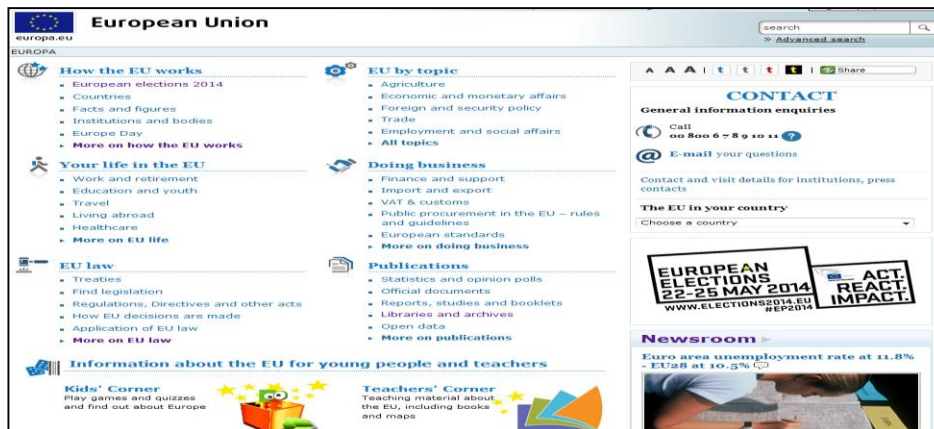 European Union
europa.eu
search
» Advanced search
EUROPA
How the EU works
European elections 2014
Countries
Facts and figures
Institutions and bodies
Europe Day
More on how the EU works
EU by topic
Agriculture
Economic and monetary affairs
Foreign and security policy
Trade
Employment and social affairs
All topics
Your life in the EU
Work and retirement
Education and youth
Travel
Living abroad
Healthcare
More on EU life
Doing business
Finance and support
Import and export
VAT & customs
Public procurement in the EU – rules
and guidelines
European standards
More on doing business
EU law
Treaties
Find legislation
Regulations, Directives and other acts
How EU decisions are made
Application of EU law
More on EU law
Publications
Statistics and opinion polls
Official documents
Reports, studies and booklets
Libraries and archives
Open data
More on publications
Information about the EU for young people and teachers
Kids' Corner
Play games and quizzes
and find out about Europe
Teachers' Corner
Teaching material about
the EU, including books
and maps
A A A | t t t t | Share
CONTACT
General information enquiries
Call
00 800 6 7 8 9 10 11 ?
@ E-mail your questions
Contact and visit details for institutions, press
contacts
The EU in your country
Choose a country
EUROPEAN
ELECTIONS
22-25 MAY 2014
WWW.ELECTIONS2014.EU
#EP2014
ACT.
REACT.
IMPACT.
Newsroom
Euro area unemployment rate at 11.8%
- EU28 at 10.5%